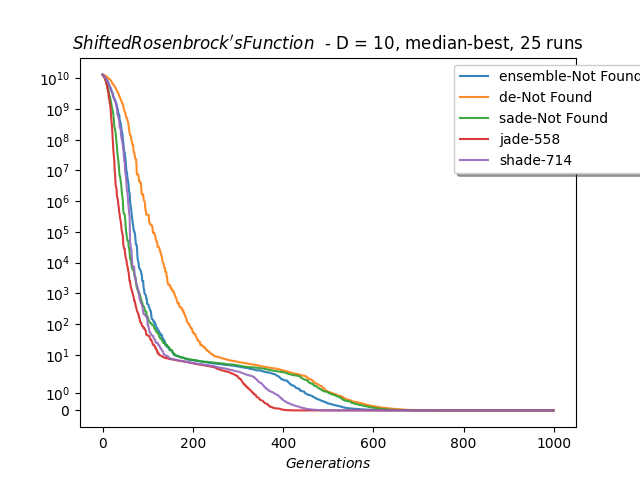 ShiftedRosenbrock'sFunction - D = 10, median-best, 25 runs
ensemble-Not Found
de-Not Found
sade-Not Found
jade-558
shade-714
10^10
10^9
10^8
10^7
10^6
10^5
10^4
10^3
10^2
10^1
10^0
0
0 200 400 600 800 1000
Generations